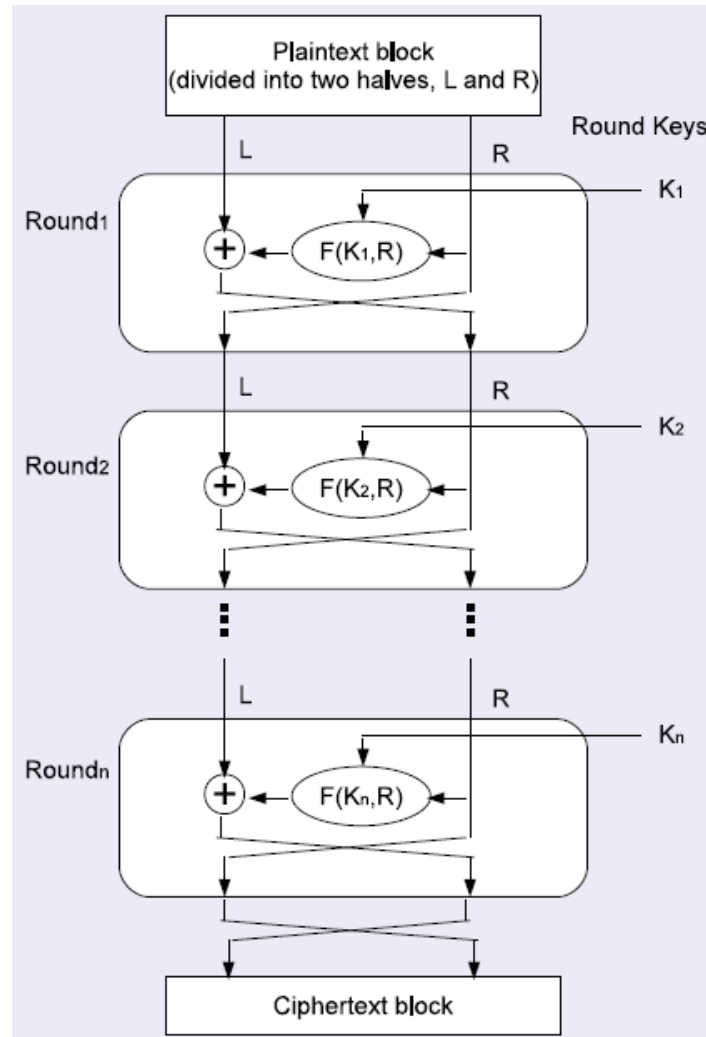 Plaintext block
(divided into two halves, L and R)
Round Keys
L
R
K1
Round1
+
F(K1,R)
L
R
K2
Round2
+
F(K2,R)
L
R
Kn
Roundn
+
F(Kn,R)
Ciphertext block